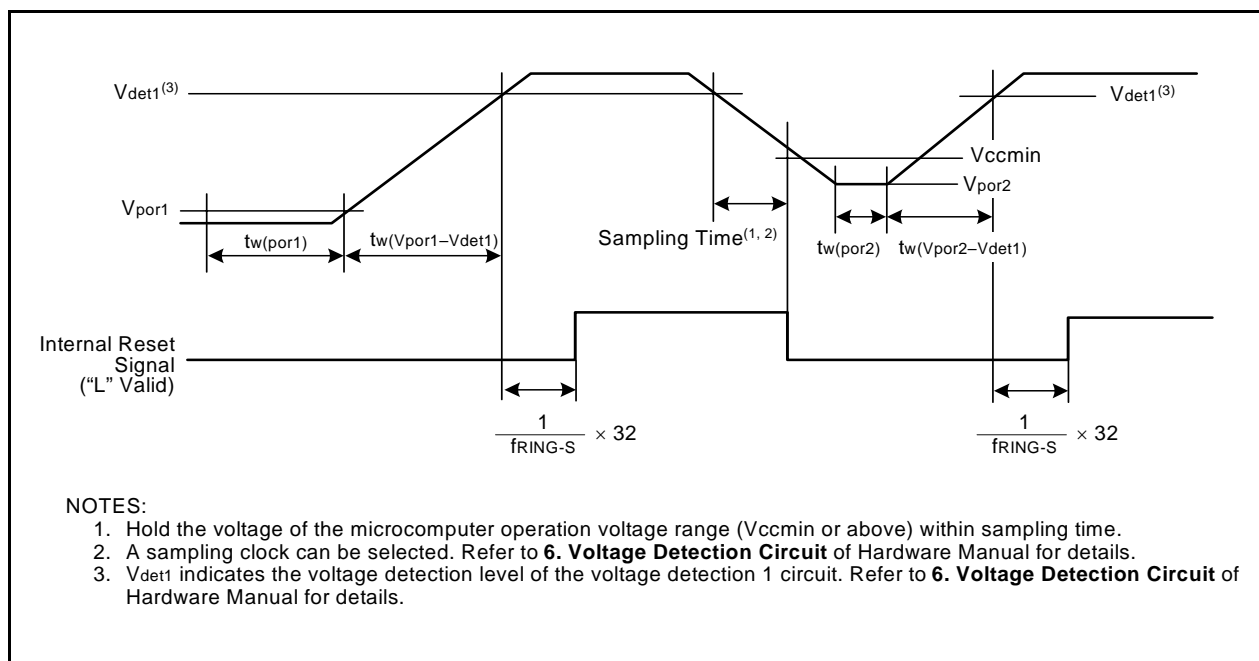 Vdet1(3)
Vdet1(3)
Vccmin
Vpor2
Vpor1
tw(por1)
tw(Vpor1–Vdet1)
Sampling Time(1, 2)
tw(por2)
tw(Vpor2–Vdet1)
Internal Reset
Signal
(“L” Valid)
1
fRING-S
× 32
1
fRING-S
× 32
NOTES:
1. Hold the voltage of the microcomputer operation voltage range (Vccmin or above) within sampling time.
2. A sampling clock can be selected. Refer to 6. Voltage Detection Circuit of Hardware Manual for details.
3. Vdet1 indicates the voltage detection level of the voltage detection 1 circuit. Refer to 6. Voltage Detection Circuit of
Hardware Manual for details.